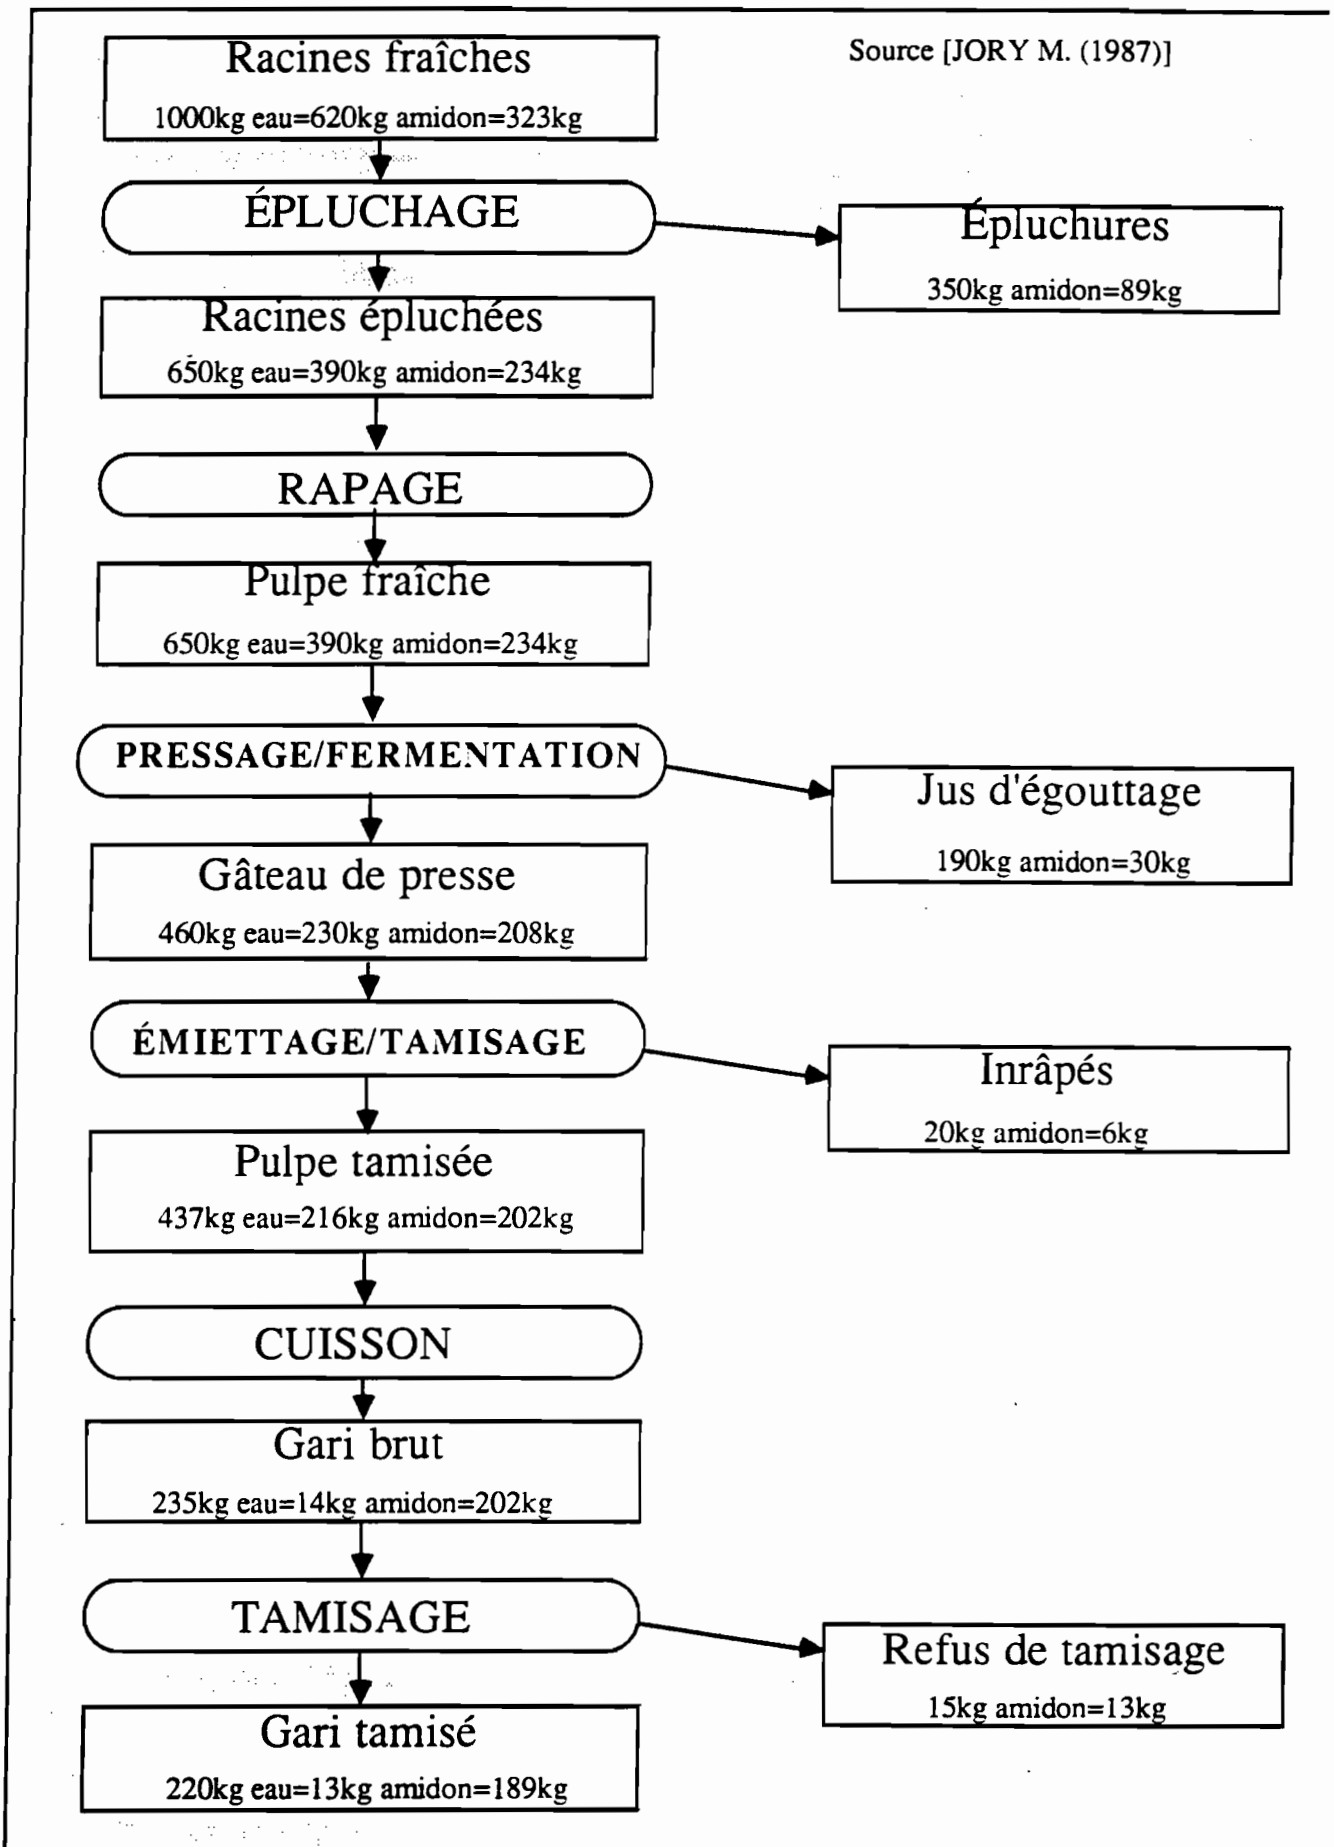 Racines fraîches
Source [JORY M. (1987)]
1000kg eau=620kg amidon=323kg
ÉPLUCHAGE
Épluchures
350kg amidon=89kg
Racines épluchées
650kg eau=390kg amidon=234kg
RAPAGE
Pulpe fraîche
650kg eau=390kg amidon=234kg
PRESSAGE/FERMENTATION
Jus d'égouttage
190kg amidon=30kg
Gâteau de presse
460kg eau=230kg amidon=208kg
ÉMIETTAGE/TAMISAGE
Inrâpés
20kg amidon=6kg
Pulpe tamisée
437kg eau=216kg amidon=202kg
CUISSON
Gari brut
235kg eau=14kg amidon=202kg
TAMISAGE
Refus de tamisage
15kg amidon=13kg
Gari tamisé
220kg eau=13kg amidon=189kg